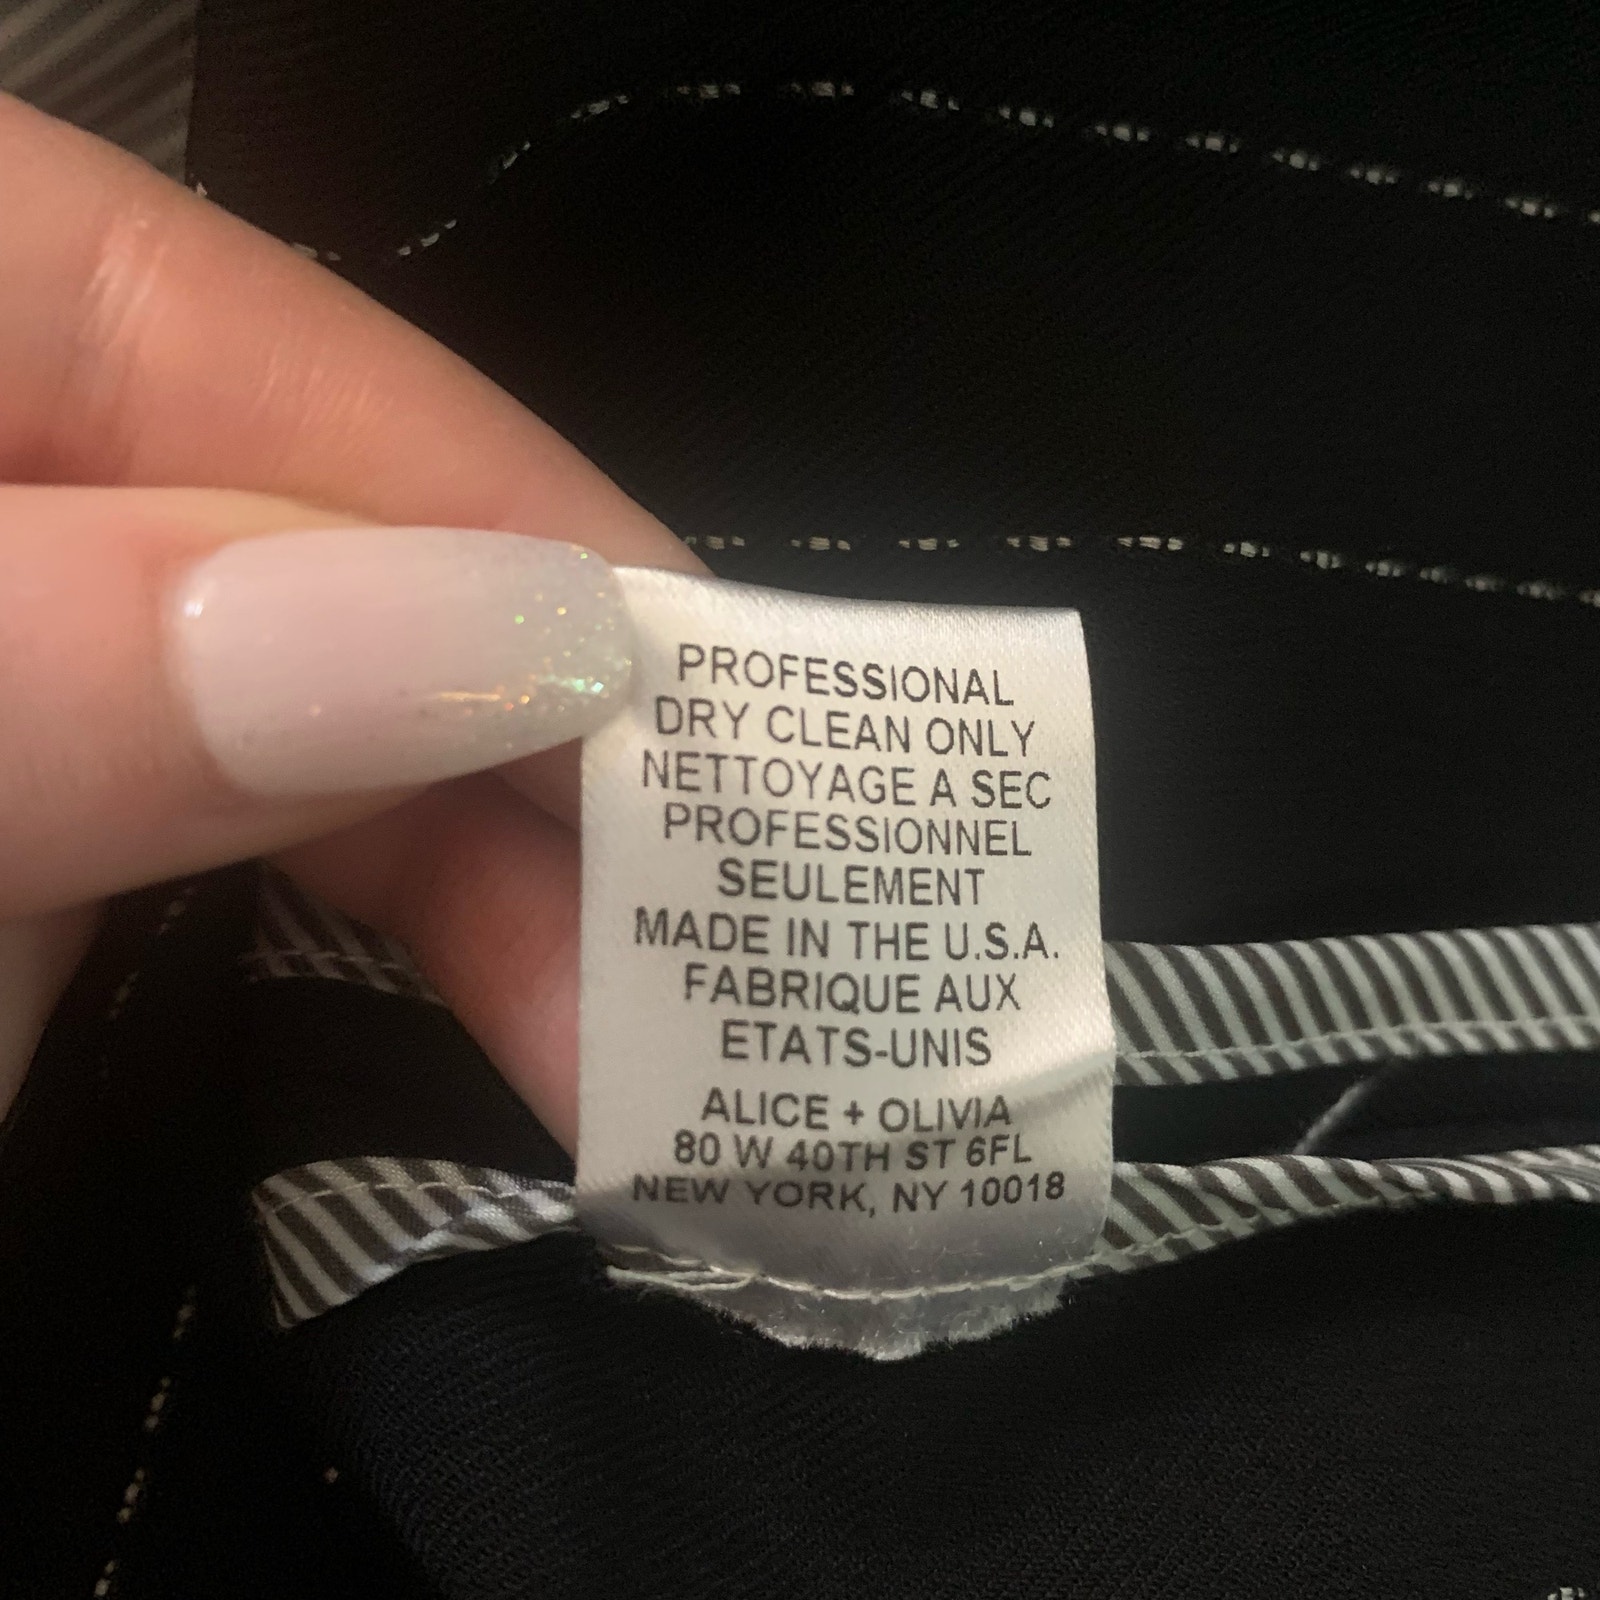 PROFESSIONAL
DRY CLEAN ONLY
NETTOYAGE A SEC
PROFESSIONNEL
SEULEMENT
MADE IN THE U.S.A.
FABRIQUE AUX
ETATS-UNIS
ALICE + OLIVIA
80 W 40TH ST 6FL
NEW YORK, NY 10018